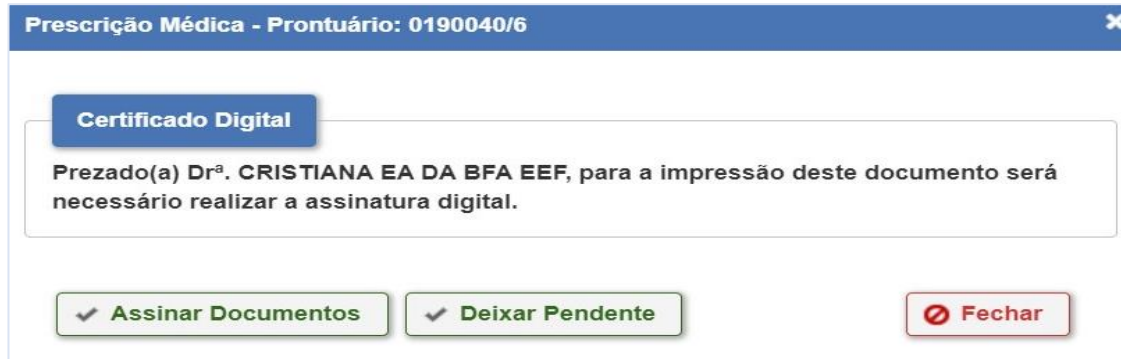 Prescrição Médica - Prontuário: 0190040/6
Certificado Digital
Prezado(a) Drª. CRISTIANA EA DA BFA EEF, para a impressão deste documento será
necessário realizar a assinatura digital.
Assinar Documentos
Deixar Pendente
Fechar